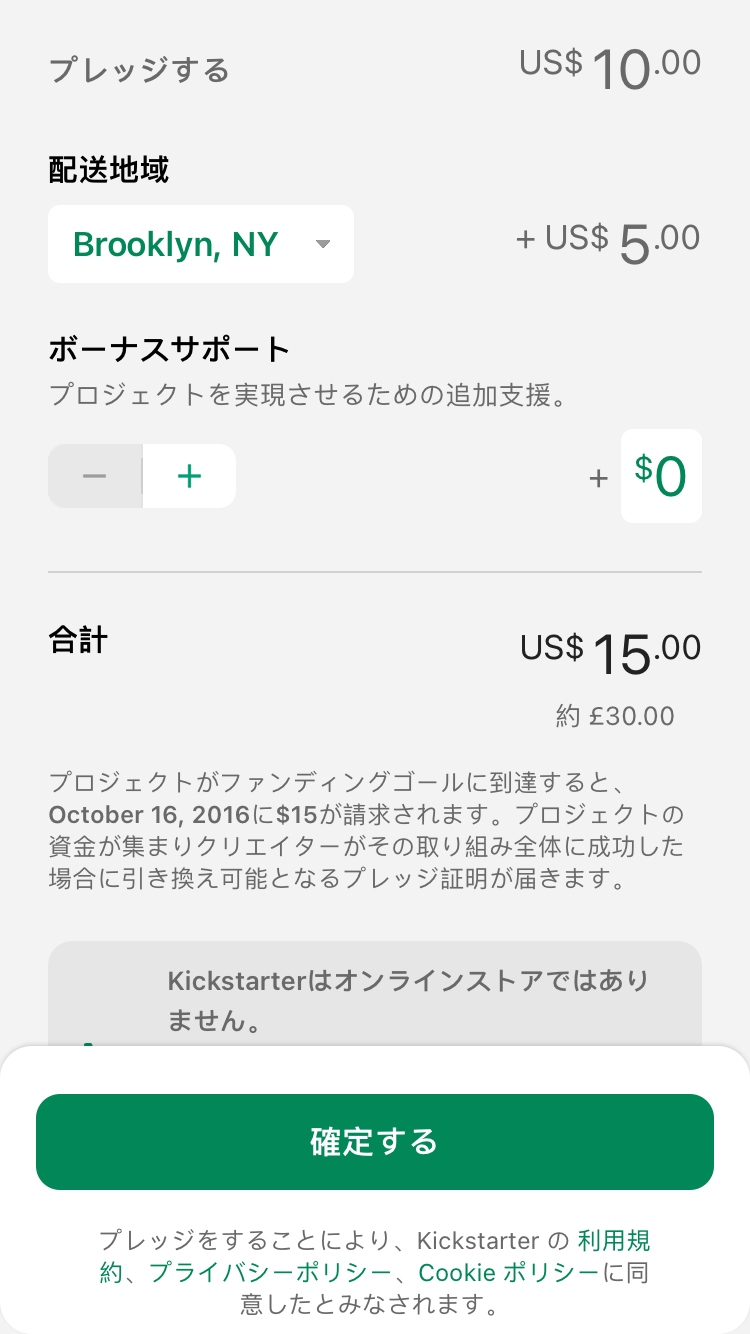 プレッジする US$ 10.00
配送地域
Brooklyn, NY + US$ 5.00
ボーナスサポート
プロジェクトを実現させるための追加支援。
− + + $0
合計 US$ 15.00
約 £30.00
プロジェクトがファンディングゴールに到達すると、
October 16, 2016に$15が請求されます。プロジェクトの
資金が集まりクリエイターがその取り組み全体に成功した
場合に引き換え可能となるプレッジ証明が届きます。
Kickstarterはオンラインストアではあり
ません。
確定する
プレッジをすることにより、Kickstarter の 利用規
約、プライバシーポリシー、Cookie ポリシーに同
意したとみなされます。